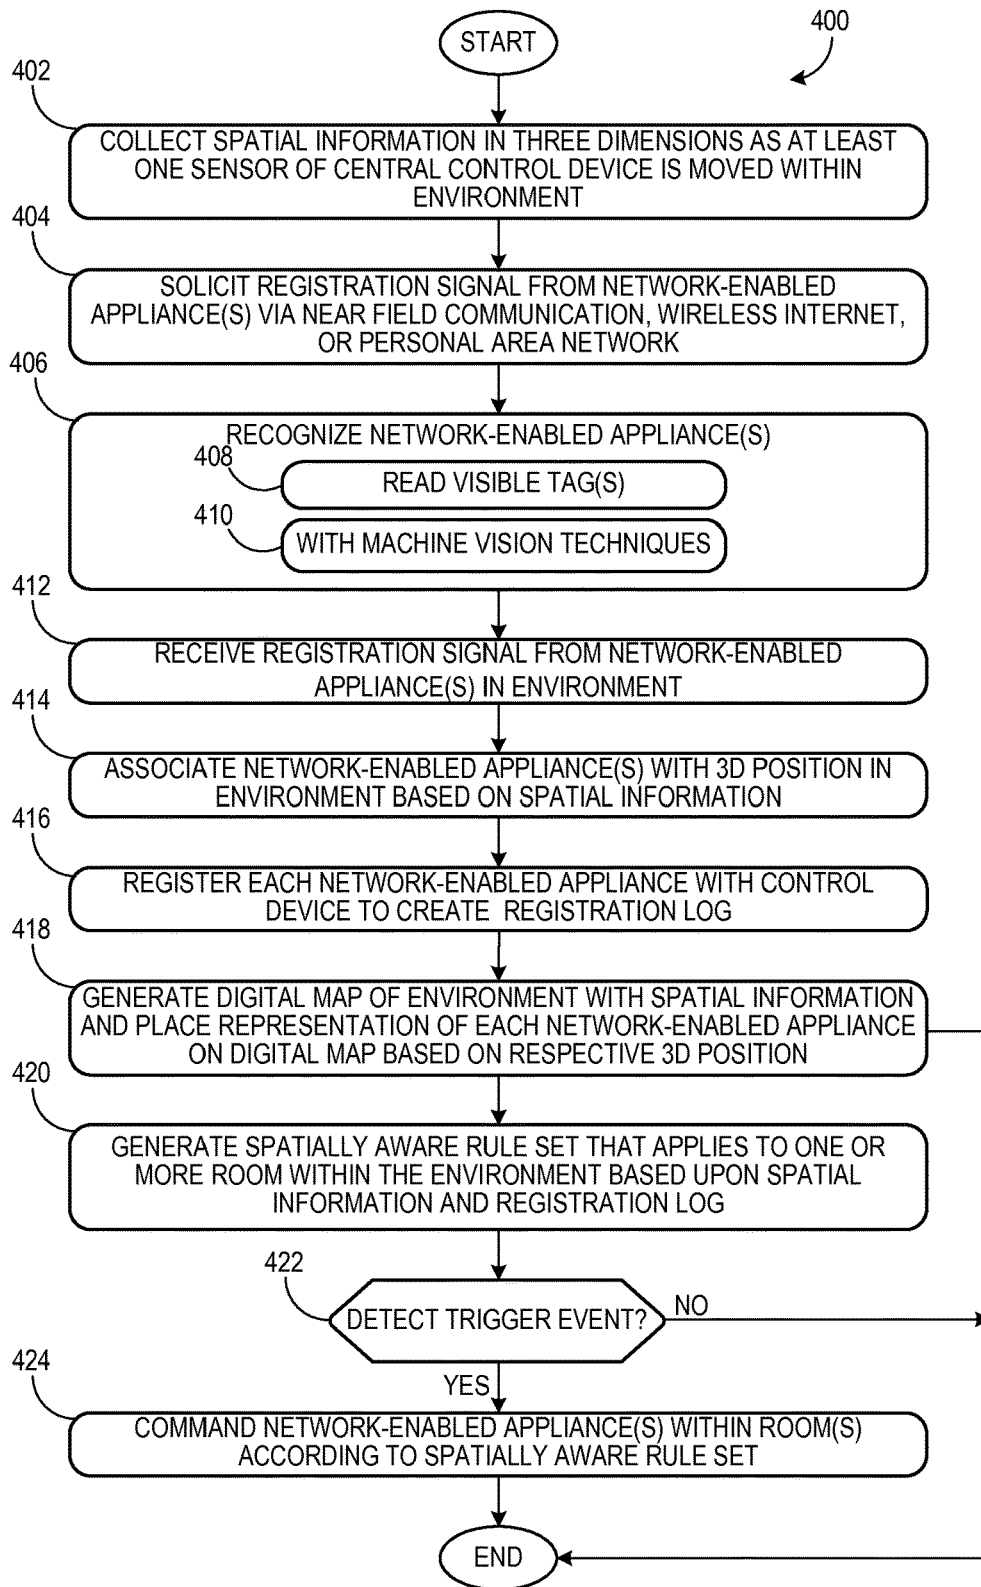 400
START
402
COLLECT SPATIAL INFORMATION IN THREE DIMENSIONS AS AT LEAST
ONE SENSOR OF CENTRAL CONTROL DEVICE IS MOVED WITHIN
ENVIRONMENT
404
SOLICIT REGISTRATION SIGNAL FROM NETWORK-ENABLED
APPLIANCE(S) VIA NEAR FIELD COMMUNICATION, WIRELESS INTERNET,
OR PERSONAL AREA NETWORK
406
RECOGNIZE NETWORK-ENABLED APPLIANCE(S)
408
READ VISIBLE TAG(S)
410
WITH MACHINE VISION TECHNIQUES
412
RECEIVE REGISTRATION SIGNAL FROM NETWORK-ENABLED
APPLIANCE(S) IN ENVIRONMENT
414
ASSOCIATE NETWORK-ENABLED APPLIANCE(S) WITH 3D POSITION IN
ENVIRONMENT BASED ON SPATIAL INFORMATION
416
REGISTER EACH NETWORK-ENABLED APPLIANCE WITH CONTROL
DEVICE TO CREATE REGISTRATION LOG
418
GENERATE DIGITAL MAP OF ENVIRONMENT WITH SPATIAL INFORMATION
AND PLACE REPRESENTATION OF EACH NETWORK-ENABLED APPLIANCE
ON DIGITAL MAP BASED ON RESPECTIVE 3D POSITION
420
GENERATE SPATIALLY AWARE RULE SET THAT APPLIES TO ONE OR
MORE ROOM WITHIN THE ENVIRONMENT BASED UPON SPATIAL
INFORMATION AND REGISTRATION LOG
422
DETECT TRIGGER EVENT?
NO
YES
424
COMMAND NETWORK-ENABLED APPLIANCE(S) WITHIN ROOM(S)
ACCORDING TO SPATIALLY AWARE RULE SET
END